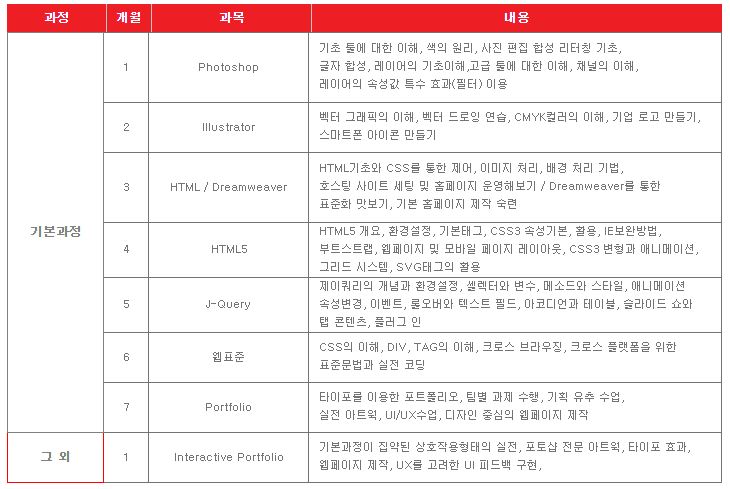 과정 개월 과목 내용
기본과정
1 Photoshop
기초 툴에 대한 이해, 색의 원리, 사진 편집 합성 리터칭 기초,
글자 합성, 레이어의 기초이해,고급 툴에 대한 이해, 채널의 이해,
레이어의 속성값 특수 효과(필터) 이용
2 Illustrator
벡터 그래픽의 이해, 벡터 드로잉 연습, CMYK컬러의 이해, 기업 로고 만들기,
스마트폰 아이콘 만들기
3 HTML / Dreamweaver
HTML기초와 CSS를 통한 제어, 이미지 처리, 배경 처리 기법,
호스팅 사이트 세팅 및 홈페이지 운영해보기 / Dreamweaver를 통한
표준화 맛보기, 기본 홈페이지 제작 숙련
4 HTML5
HTML5 개요, 환경설정, 기본태그, CSS3 속성기본, 활용, IE보완방법,
부트스트랩, 웹페이지 및 모바일 페이지 레이아웃, CSS3 변형과 애니메이션,
그리드 시스템, SVG태그의 활용
5 J-Query
제이쿼리의 개념과 환경설정, 셀렉터와 변수, 메소드와 스타일, 애니메이션
속성변경, 이벤트, 롤오버와 텍스트 필드, 아코디언과 테이블, 슬라이드 쇼와
탭 콘텐츠, 플러그 인
6 웹표준
CSS의 이해, DIV, TAG의 이해, 크로스 브라우징, 크로스 플랫폼을 위한
표준문법과 실전 코딩
7 Portfolio
타이포를 이용한 포트폴리오, 팀별 과제 수행, 기획 유추 수업,
실전 아트웍, UI/UX수업, 디자인 중심의 웹페이지 제작
그 외
1 Interactive Portfolio
기본과정이 집약된 상호작용형태의 실전, 포토샵 전문 아트웍, 타이포 효과,
웹페이지 제작, UX를 고려한 UI 피드백 구현,